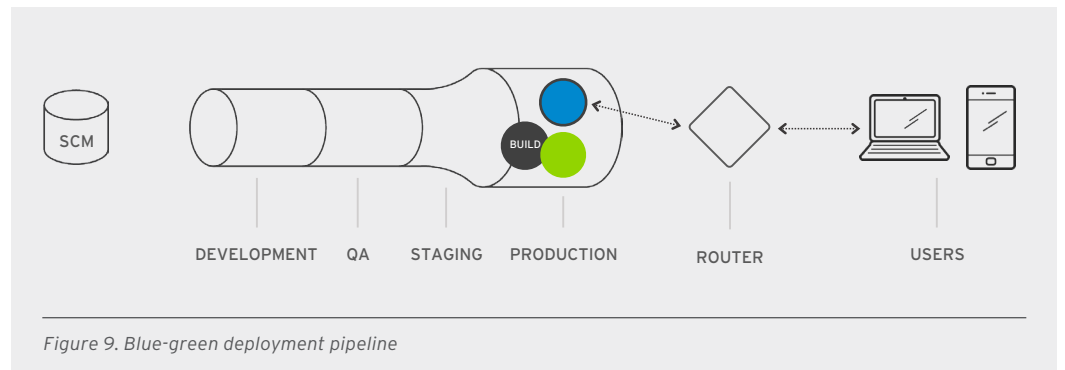 SCM
BUILD
DEVELOPMENT QA STAGING PRODUCTION ROUTER USERS
Figure 9. Blue-green deployment pipeline